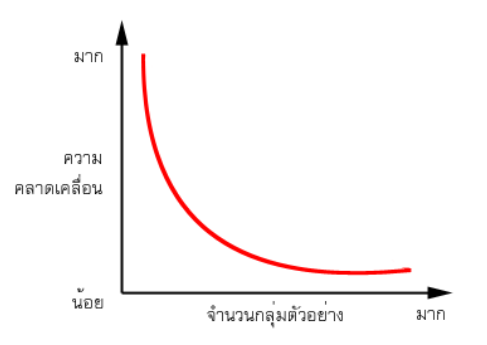 มาก
ความ
คลาดเคลื่อน
น้อย
จำนวนกลุ่มตัวอย่าง
มาก